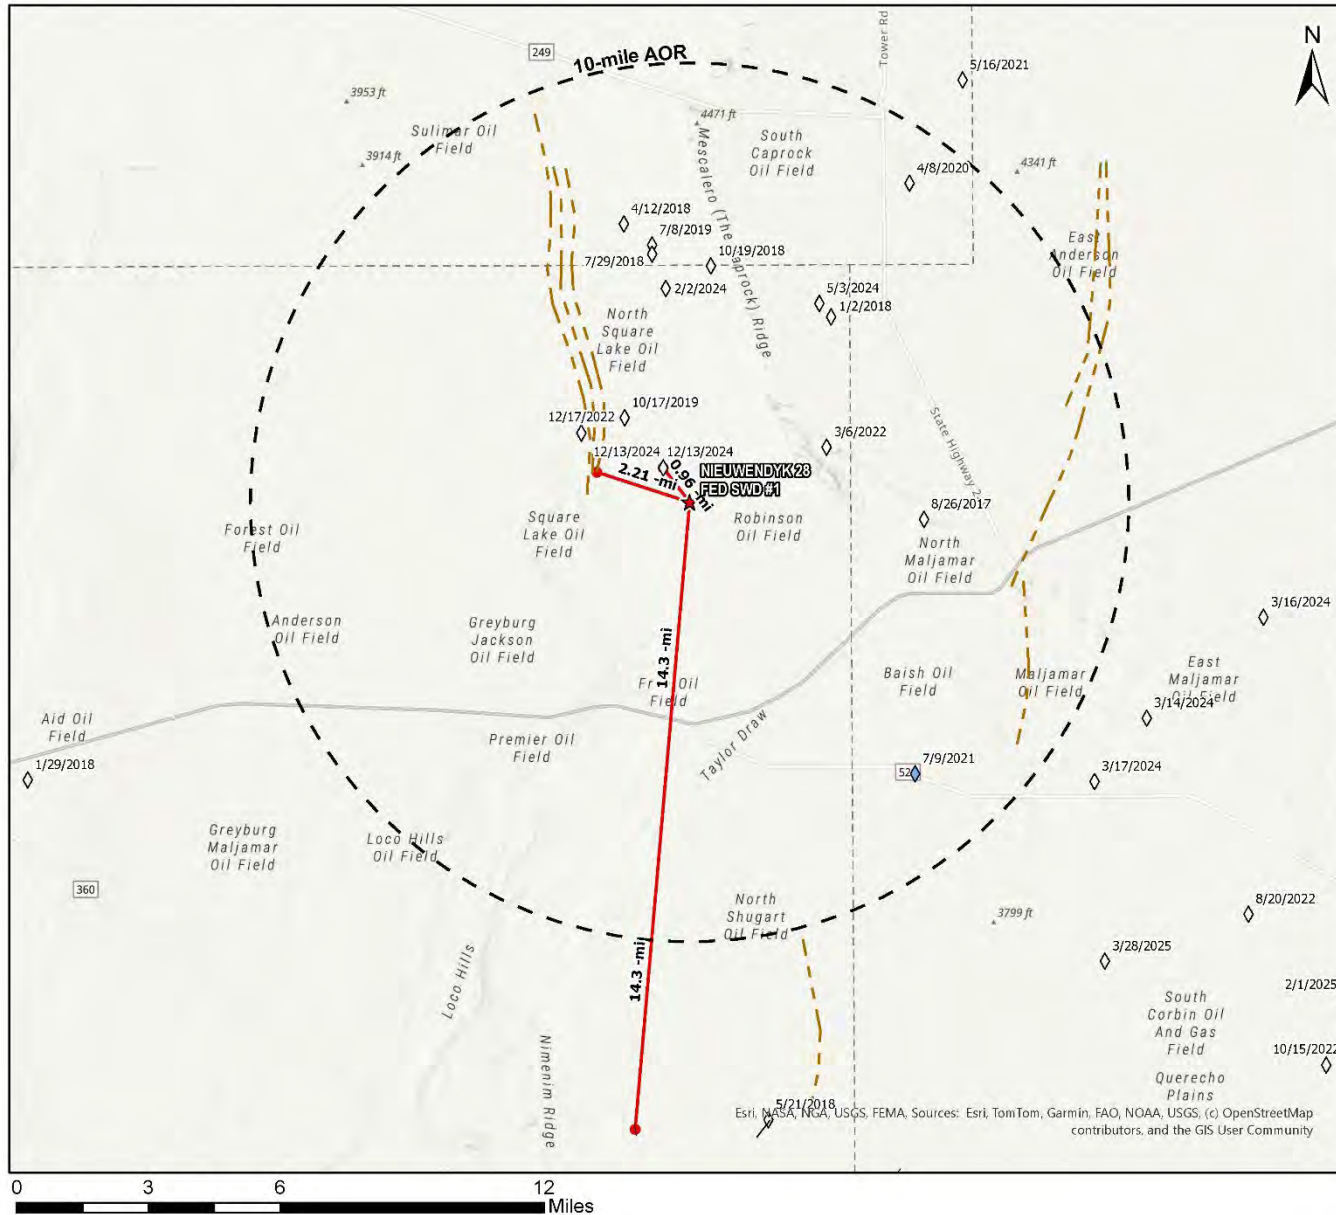 N
249
10-mile AOR
Tower Rd
5/16/2021
3953 ft
4471 ft
Sulimar Oil
Field
South
Caprock
Oil Field
3914 ft
4341 ft
4/8/2020
Mescalero (The Caprock) Ridge
4/12/2018
7/8/2019
7/29/2018
10/19/2018
East
Anderson
Oil Field
2/2/2024
5/3/2024
1/2/2018
North
Square
Lake Oil
Field
10/17/2019
12/17/2022
3/6/2022
State Highway 2
12/13/2024
12/13/2024
2.21 -mi
0.96 -mi
NIEUWENDYK 28
FED SWD #1
Forest Oil
Field
Square
Lake Oil
Field
Robinson
Oil Field
8/26/2017
North
Maljamar
Oil Field
3/16/2024
Anderson
Oil Field
Greyburg
Jackson
Oil Field
14.3 -mi
Oil
Field
Baish Oil
Field
Maljamar
Oil Field
East
Maljamar
Oil Field
3/14/2024
Aid Oil
Field
Premier Oil
Field
Taylor Draw
1/29/2018
7/9/2021
52
3/17/2024
Greyburg
Maljamar
Oil Field
Loco Hills
Oil Field
360
North
Shugart
Oil Field
3799 ft
8/20/2022
3/28/2025
14.3 -mi
Loco Hills
2/1/2025
South
Corbin Oil
And Gas
Field
10/15/2022
Nimenim Ridge
Querecho
Plains
5/21/2018
Esri, NASA, NGA, USGS, FEMA, Sources: Esri, TomTom, Garmin, FAO, NOAA, USGS, (c) OpenStreetMap
contributors, and the GIS User Community
0 3 6 12
Miles